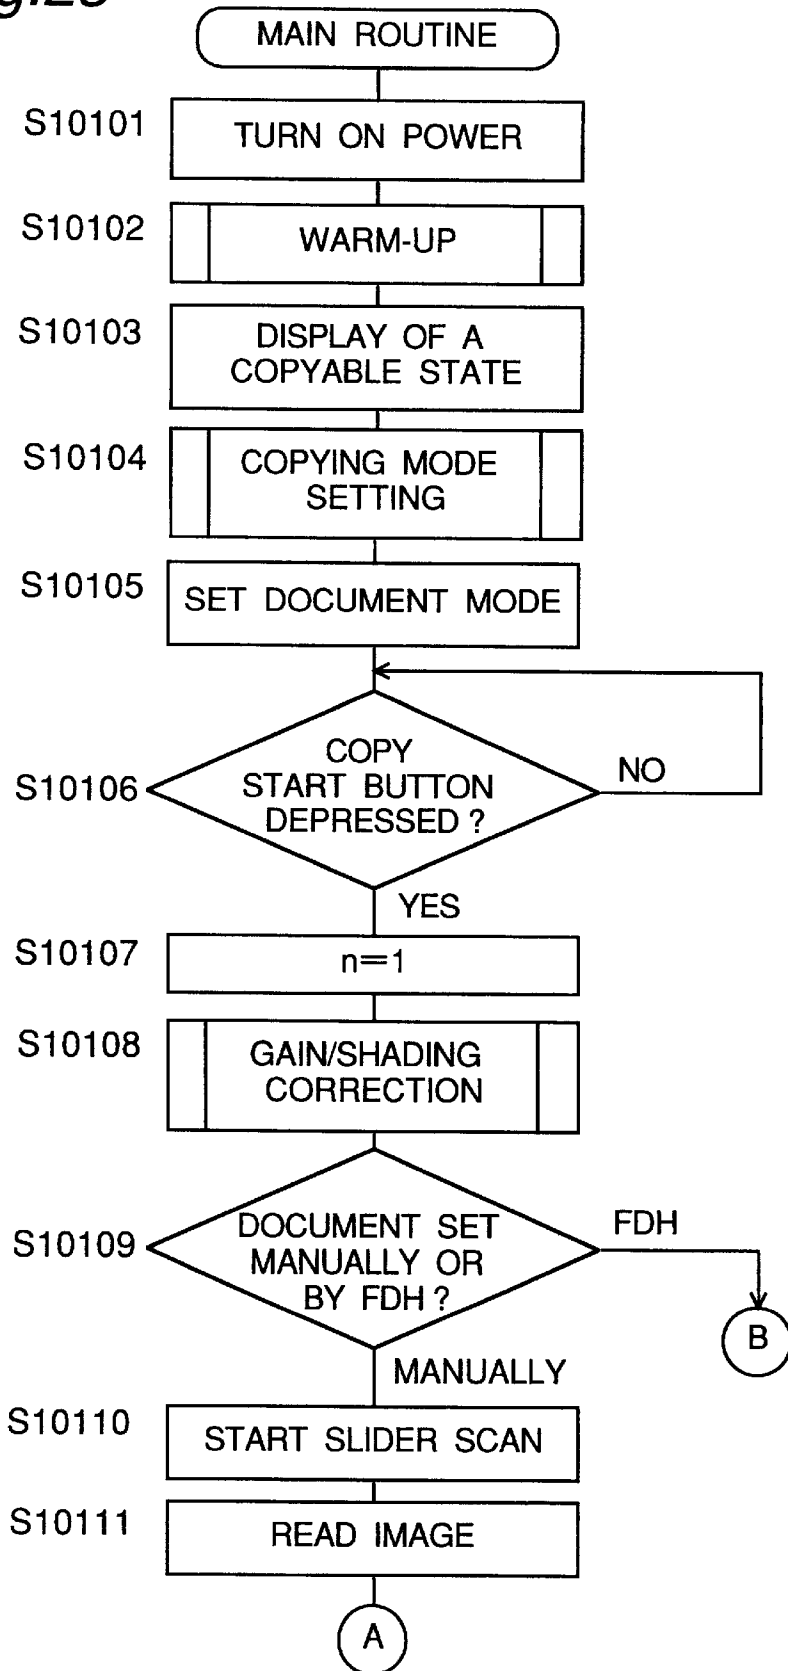 MAIN ROUTINE
S10101
TURN ON POWER
S10102
WARM-UP
S10103
DISPLAY OF A
COPYABLE STATE
S10104
COPYING MODE
SETTING
S10105
SET DOCUMENT MODE
S10106
COPY
START BUTTON
DEPRESSED ?
NO
YES
S10107
n=1
S10108
GAIN/SHADING
CORRECTION
S10109
DOCUMENT SET
MANUALLY OR
BY FDH ?
FDH
B
MANUALLY
S10110
START SLIDER SCAN
S10111
READ IMAGE
A